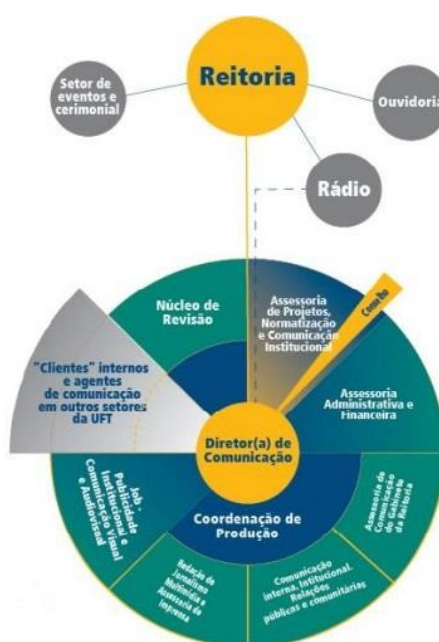 Reitoria
Setor de
eventos e
cerimonial
Ouvidoria
Rádio
Núcleo de
Revisão
Assessoria
de Projetos,
Normatização
e Comunicação
Institucional
Conselho
"Clientes" internos
e agentes
de comunicação
em outros setores
da UFT
Assessoria
Administrativa e
Financeira
Diretor(a) de
Comunicação
Coordenação de
Produção
Job -
Publicidade
Institucional e
Comunicação Visual
e Audiovisual
Redação de
Jornalismo
Multimídia e
Assessoria de
Imprensa
Comunicação
interna, Intitucional.
Relações
públicas e comunitárias
Assessoria de
Comunicação
do Gabinete
da Reitoria